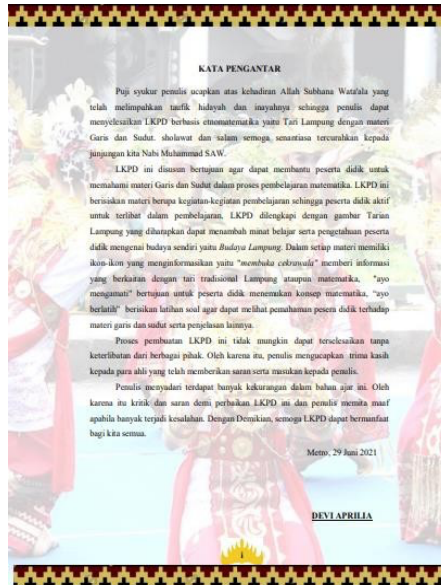 KATA PENGANTAR
Puji syukur penulis ucapkan atas kehadiran Allah Subhana Wata'ala yang
telah melimpahkan taufik hidayah dan inayahnya sehingga penulis dapat
menyelesaikan LKPD berbasis etnomatematika yaitu Tari Lampung dengan materi
Garis dan Sudut. sholawat dan salam semoga senantiasa tercurahkan kepada
junjungan kita Nabi Muhammad SAW.
LKPD ini disusun bertujuan agar dapat membantu peserta didik untuk
memahami materi Garis dan Sudut dalam proses pembelajaran matematika. LKPD ini
berisikan materi berupa kegiatan-kegiatan pembelajaran sehingga peserta didik aktif
untuk terlibat dalam pembelajaran, LKPD dilengkapi dengan gambar Tarian
Lampung yang diharapkan dapat menambah minat belajar serta pengetahuan peserta
didik mengenai budaya sendiri yaitu Budaya Lampung. Dalam setiap materi memiliki
ikon-ikon yang menginformasikan yaitu "membuka cekrawala" memberi informasi
yang berkaitan dengan tari tradisional Lampung ataupun matematika, "ayo
mengamati" bertujuan untuk peserta didik menemukan konsep matematika, "ayo
berlatih" berisikan latihan soal agar dapat melihat pemahaman pesera didik terhadap
materi garis dan sudut serta penjelasan lainnya.
Proses pembuatan LKPD ini tidak mungkin dapat terselesaikan tanpa
keterlibatan dari berbagai pihak. Oleh karena itu, penulis mengucapkan trima kasih
kepada para ahli yang telah memberikan saran serta masukan kepada penulis.
Penulis menyadari terdapat banyak kekurangan dalam bahan ajar ini. Oleh
karena itu kritik dan saran demi perbaikan LKPD ini dan penulis memita maaf
apabila banyak terjadi kesalahan. Dengan Demikian, semoga LKPD dapat bermanfaat
bagi kita semua.
Metro, 29 Juni 2021
DEVI APRILIA
i